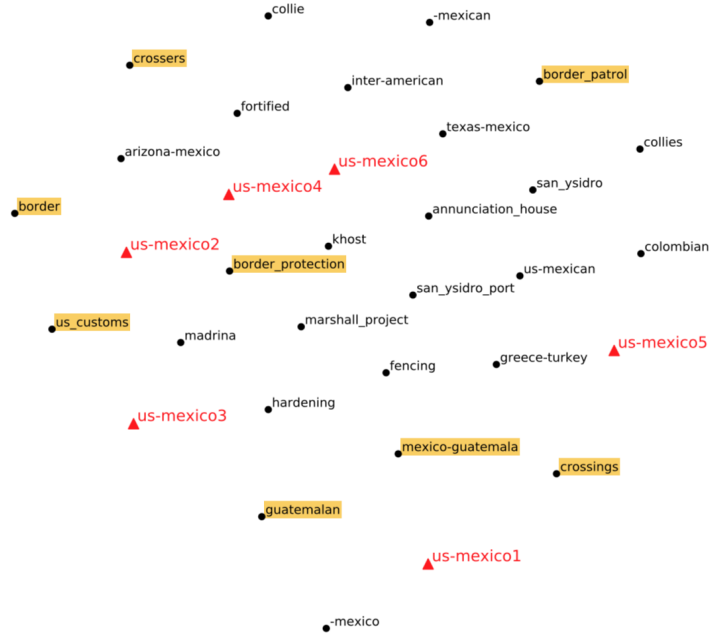 collie
-mexican
crossers
border_patrol
inter-american
fortified
texas-mexico
collies
arizona-mexico
us-mexico6
us-mexico4
san_ysidro
border
annunciation_house
us-mexico2
khost
colombian
border_protection
us-mexican
san_ysidro_port
us_customs
marshall_project
madrina
us-mexico5
greece-turkey
fencing
hardening
us-mexico3
mexico-guatemala
crossings
guatemalan
us-mexico1
-mexico